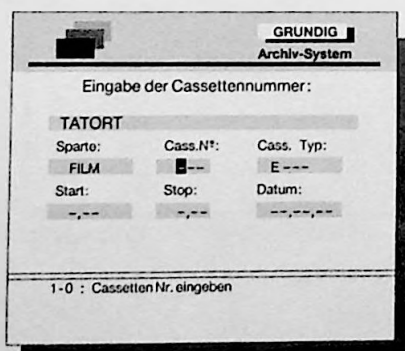 GRUNDIG
Archiv-System
Eingabe der Cassettennummer:
TATORT
Sparte: Cass.Nº: Cass. Typ:
FILM --- E---
Start: Stop: Datum:
-,-- -,-- --,--,--
1-0 : Cassetten Nr. eingeben